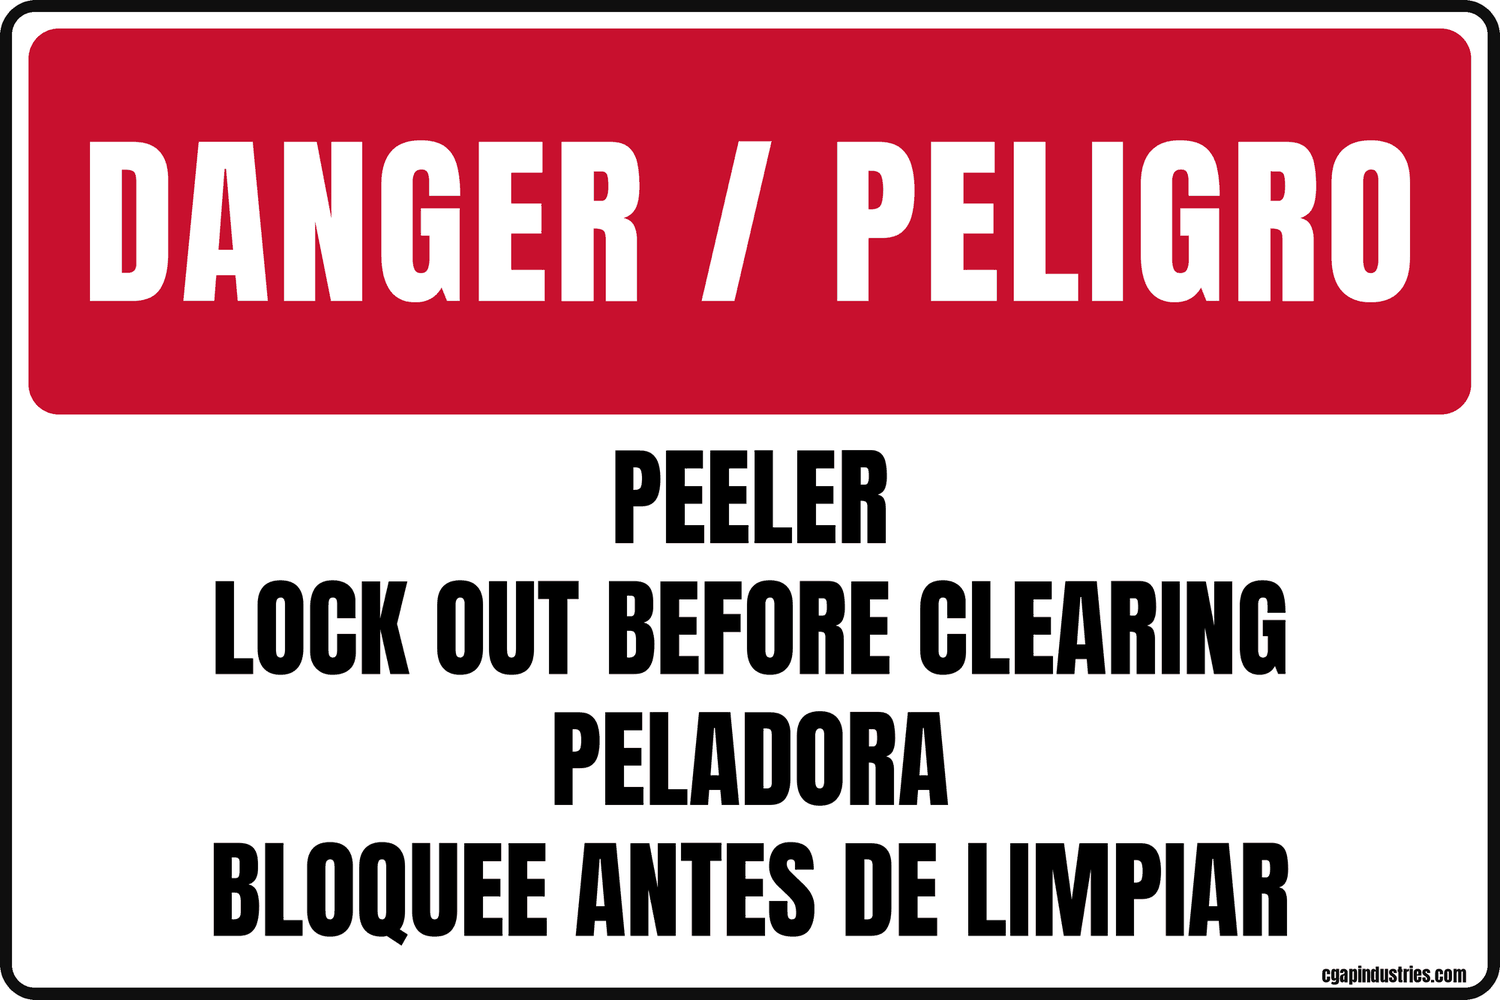 DANGER / PELIGRO
PEELER
LOCK OUT BEFORE CLEARING
PELADORA
BLOQUEE ANTES DE LIMPIAR
cgapindustries.com